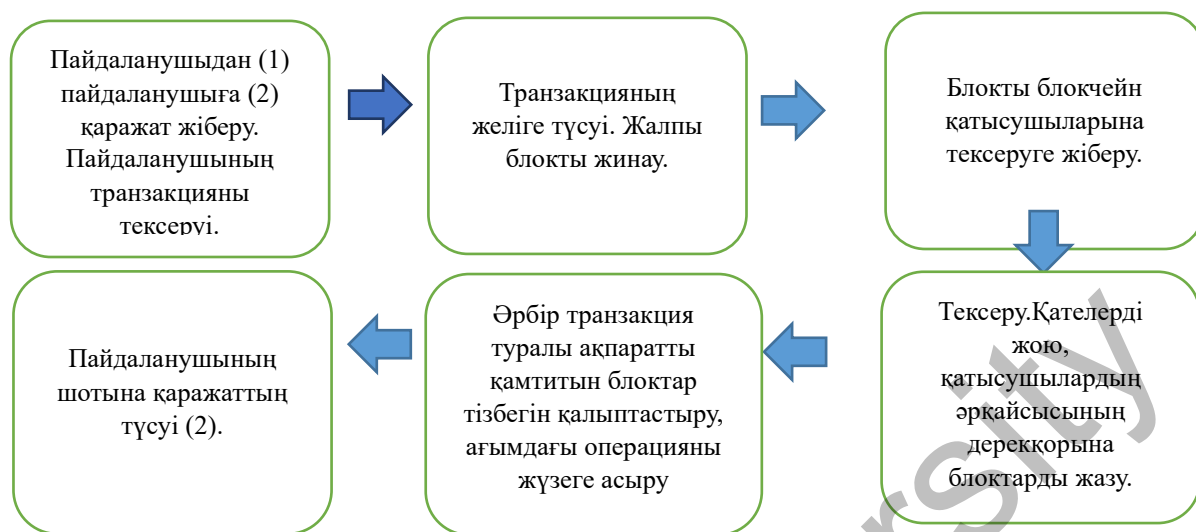 Пайдаланушыдан (1)
пайдаланушыға (2)
қаражат жіберу.
Пайдаланушының
транзакцияны
тексеруі.
Транзакцияның
желіге түсуі. Жалпы
блокты жинау.
Блокты блокчейн
қатысушыларына
тексеруге жіберу.
Тексеру.Қателерді
жою,
қатысушылардың
әрқайсысының
дерекқорына
блоктарды жазу.
Әрбір транзакция
туралы ақпаратты
қамтитын блоктар
тізбегін қалыптастыру,
ағымдағы операцияны
жүзеге асыру
Пайдаланушының
шотына қаражаттың
түсуі (2).
rsity